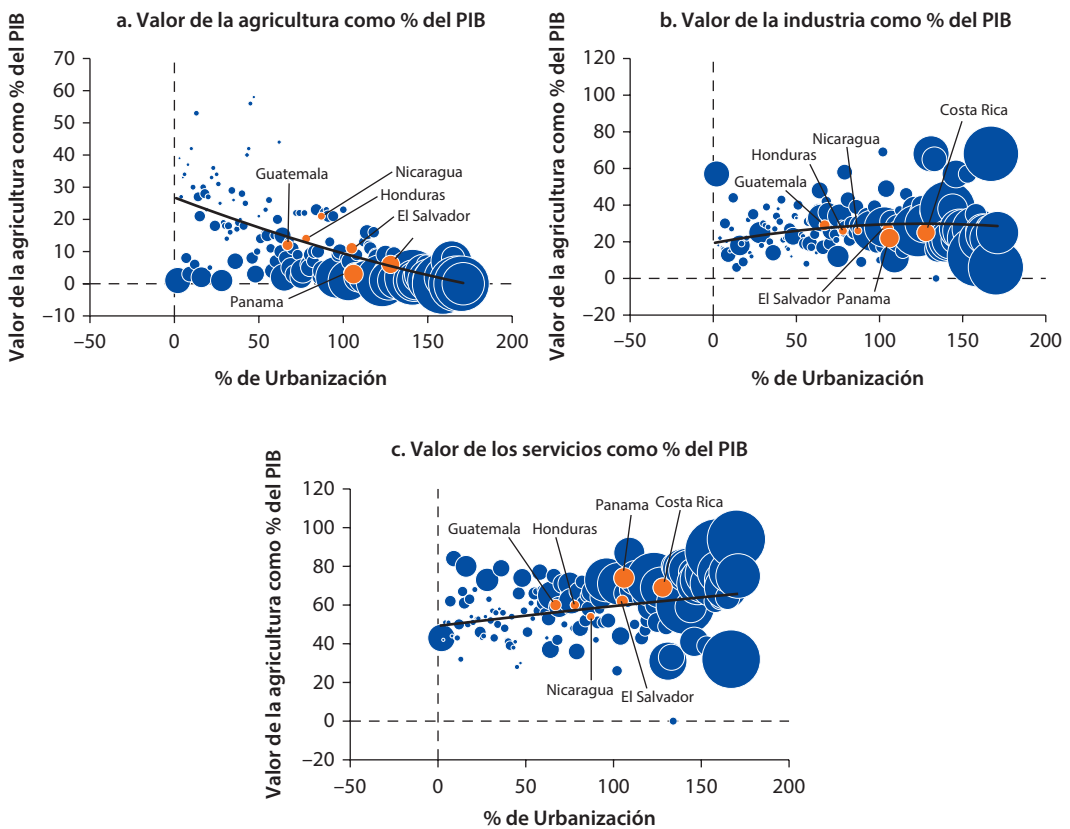 a. Valor de la agricultura como % del PIB
Valor de la agricultura como % del PIB
70
60
50
40
30
20
10
0
–10
Guatemala
Nicaragua
Honduras
El Salvador
Panama
–50
0
50
100
150
200
% de Urbanización
b. Valor de la industria como % del PIB
Valor de la agricultura como % del PIB
120
100
80
60
40
20
0
–20
Costa Rica
Nicaragua
Honduras
Guatemala
El Salvador
Panama
–50
0
50
100
150
200
% de Urbanización
c. Valor de los servicios como % del PIB
Valor de la agricultura como % del PIB
120
100
80
60
40
20
0
–20
Panama
Costa Rica
Guatemala
Honduras
Nicaragua
El Salvador
–50
0
50
100
150
200
% de Urbanización